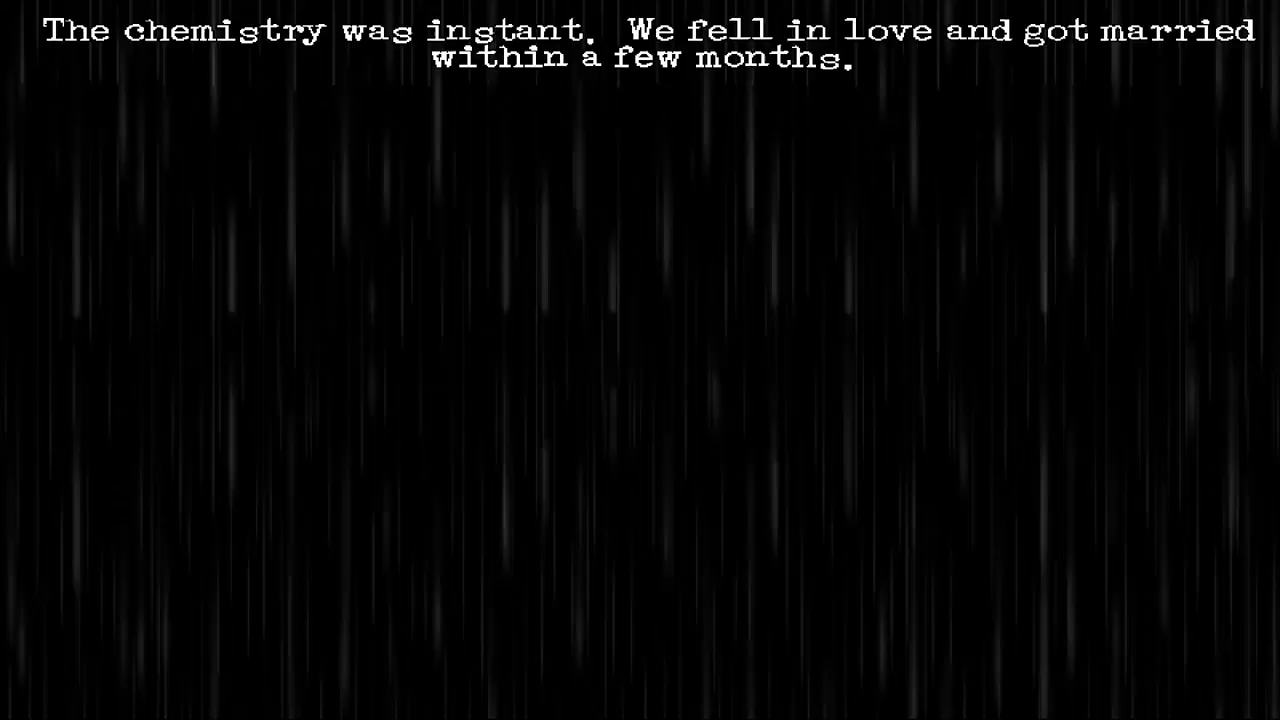 The chemistry was instant.  We fell in love and got married
within a few months.